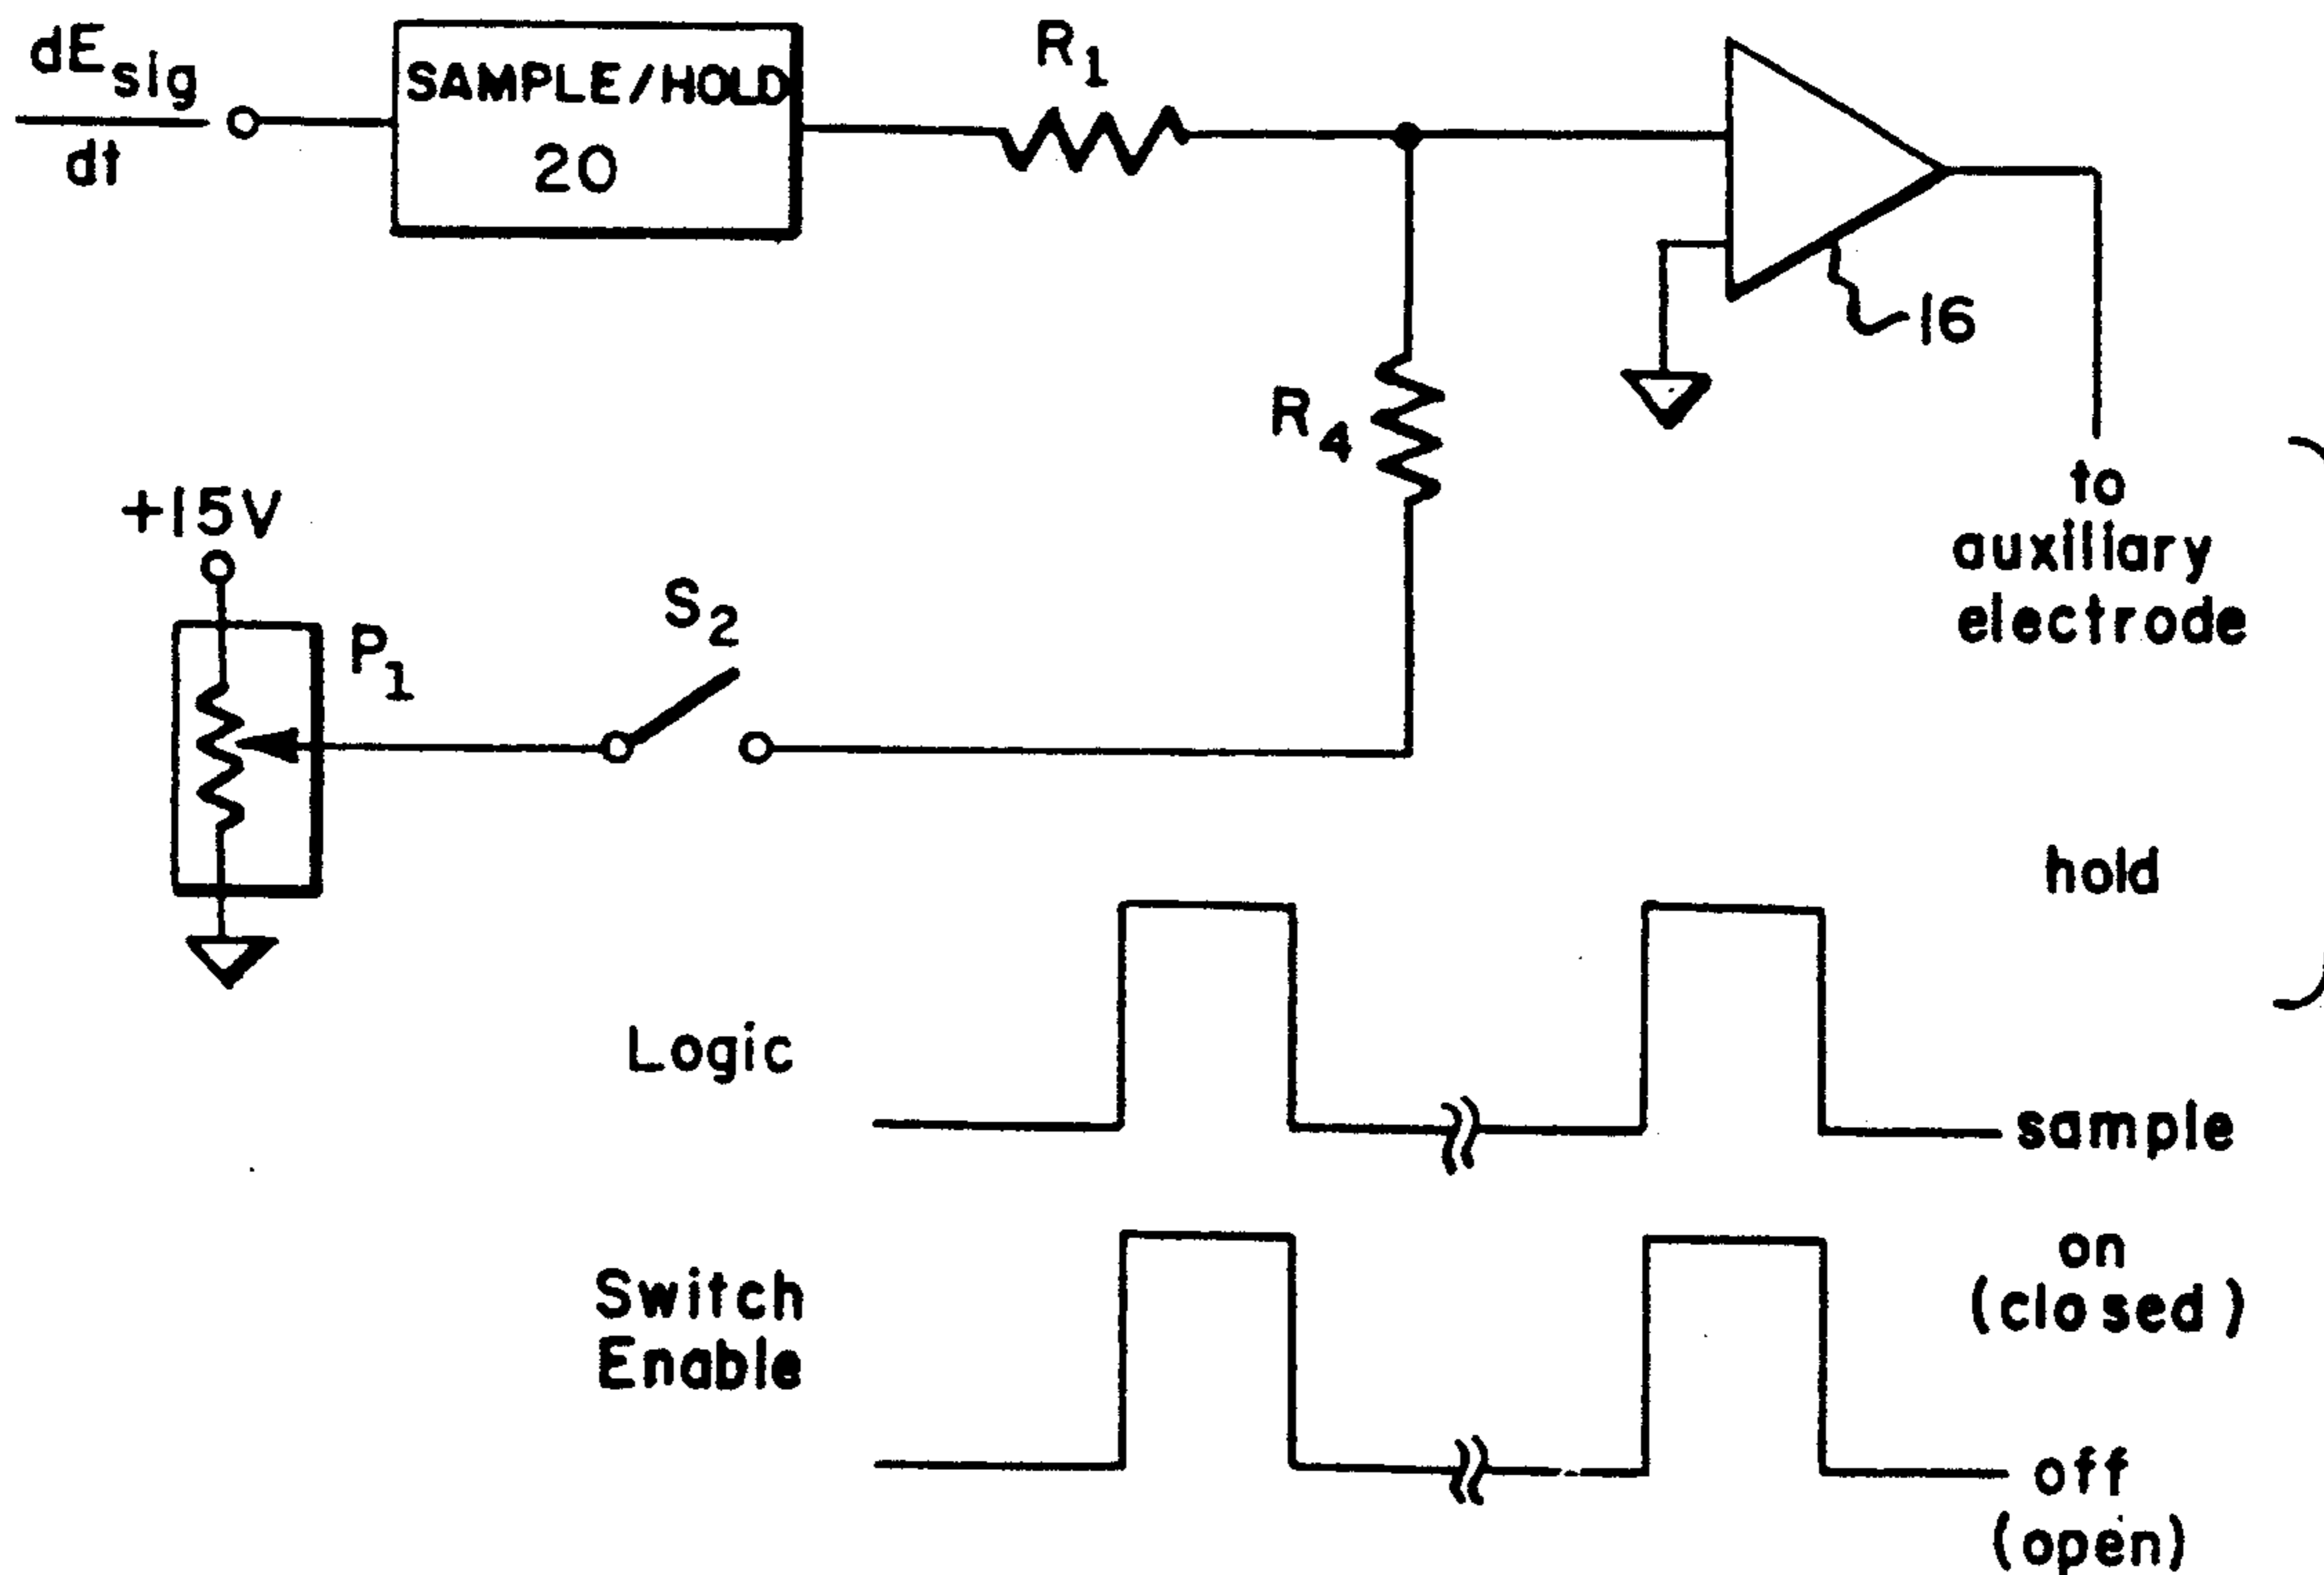 dEsig
dt
SAMPLE/HOLD
20
R1
16
R4
to
auxiliary
electrode
+15V
P1
S2
hold
Logic
sample
on
(closed)
Switch
Enable
off
(open)